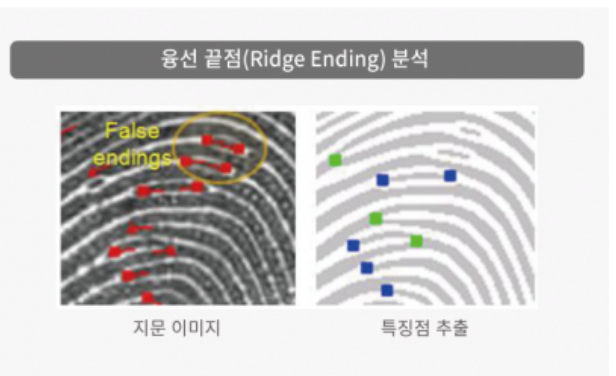 융선 끝점(Ridge Ending) 분석
False
endings
지문 이미지
특징점 추출